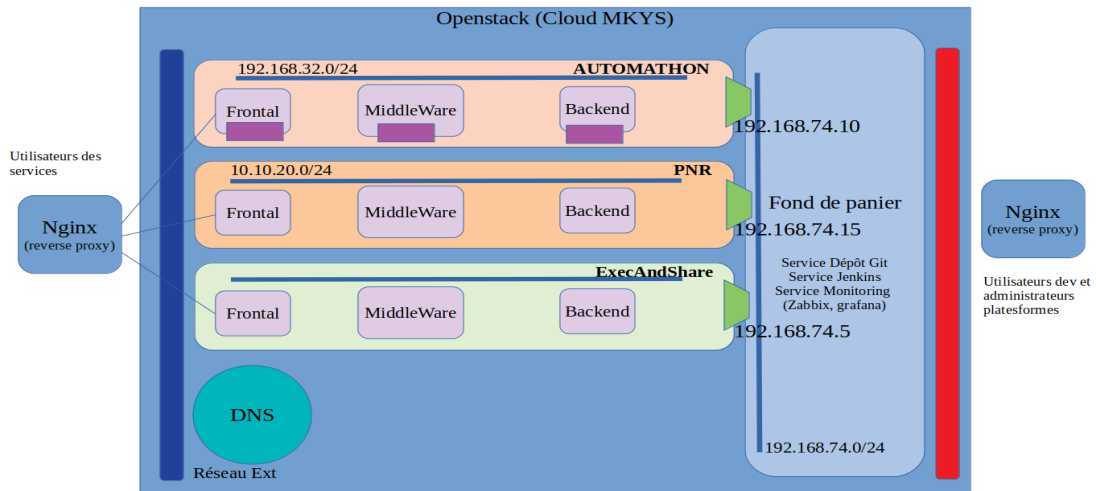 Openstack (Cloud MKYS)
192.168.32.0/24
AUTOMATHON
Frontal
MiddleWare
Backend
192.168.74.10
Utilisateurs des
services
10.10.20.0/24
PNR
Frontal
MiddleWare
Backend
Nginx
(reverse proxy)
Fond de panier
192.168.74.15
Nginx
(reverse proxy)
ExecAndShare
Service Dépôt Git
Service Jenkins
Service Monitoring
(Zabbix, grafana)
Utilisateurs dev et
administrateurs
platesformes
Frontal
MiddleWare
Backend
192.168.74.5
DNS
192.168.74.0/24
Réseau Ext